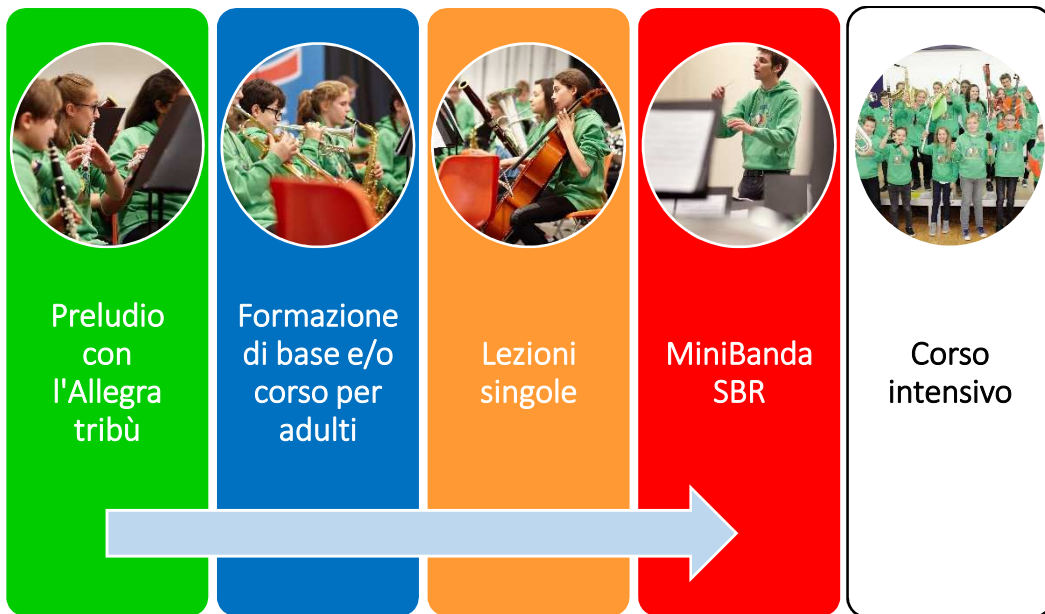 Preludio
con
l'Allegra
tribù
Formazione
di base e/o
corso per
adulti
Lezioni
singole
MiniBanda
SBR
Corso
intensivo